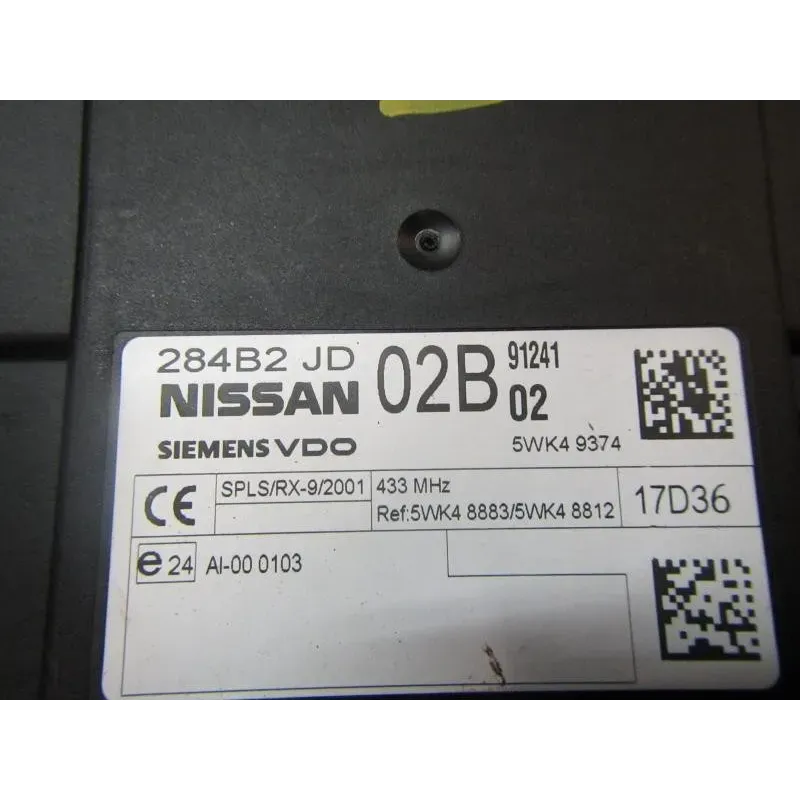 284B2 JD 02B 91241
NISSAN 02
SIEMENS VDO 5WK4 9374
CE SPLS/RX-9/2001 433 MHz 17D36
Ref:5WK4 8883/5WK4 8812
e 24 AI-00 0103